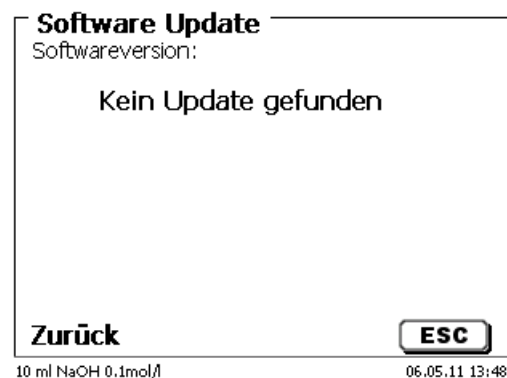 Software Update
Softwareversion:
Kein Update gefunden
Zurück
ESC
10 ml NaOH 0.1mol/l
06.05.11 13:48